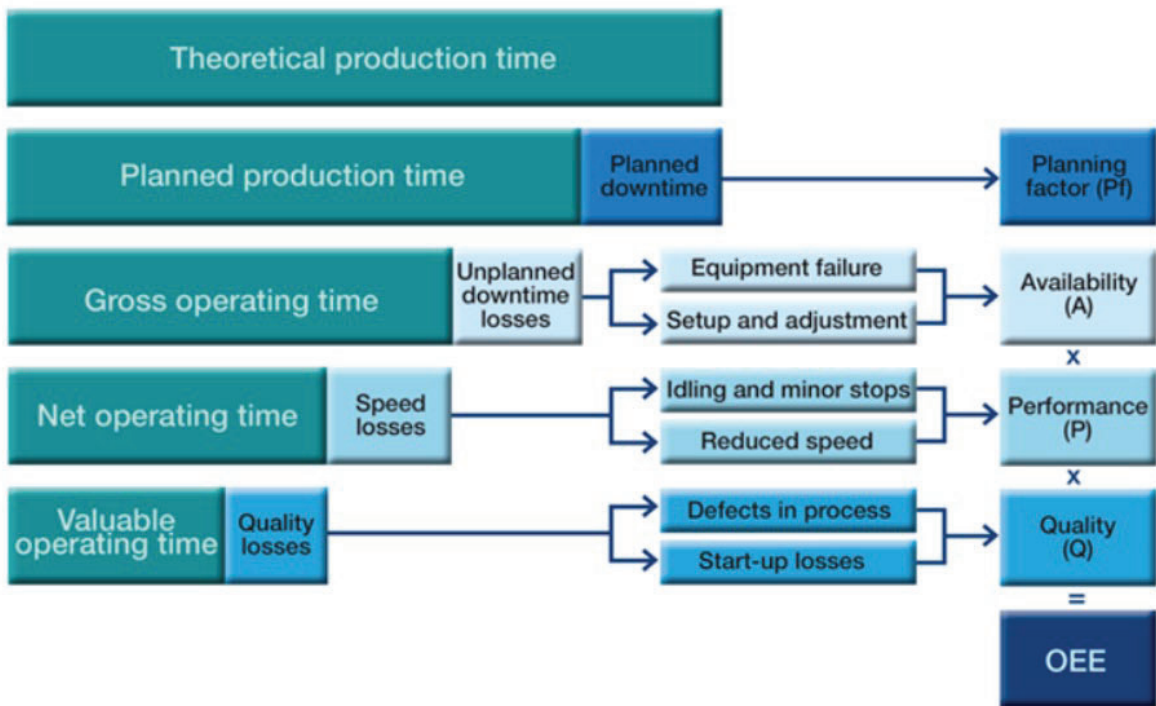 Theoretical production time
Planned production time
Planned
downtime
Planning
factor (Pf)
Gross operating time
Unplanned
downtime
losses
Equipment failure
Setup and adjustment
Availability
(A)
x
Net operating time
Speed
losses
Idling and minor stops
Reduced speed
Performance
(P)
x
Valuable
operating time
Quality
losses
Defects in process
Start-up losses
Quality
(Q)
=
OEE